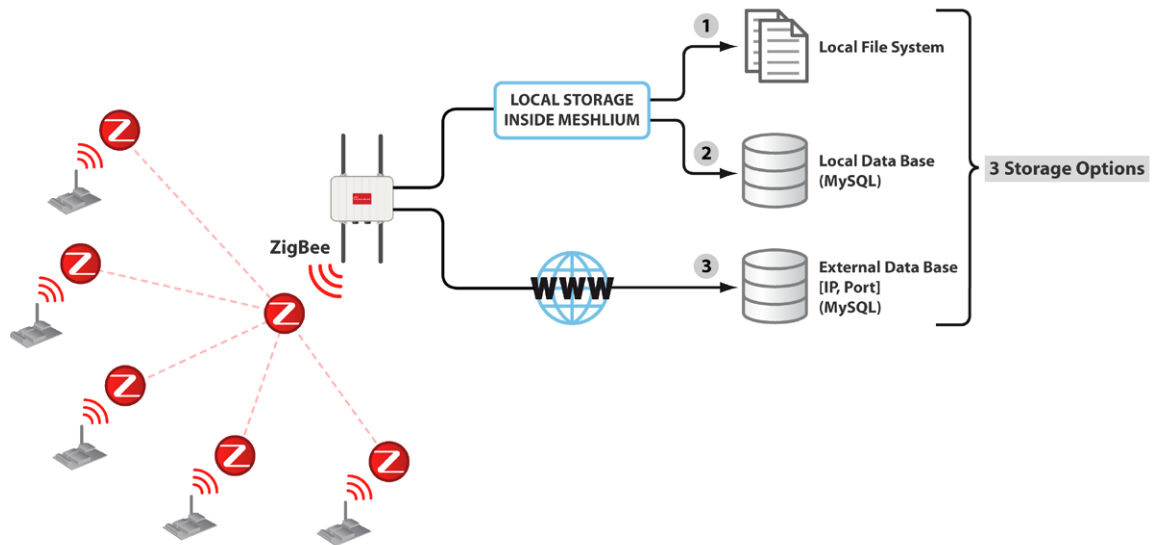 1
Local File System
LOCAL STORAGE
INSIDE MESHLIUM
2
Local Data Base
(MySQL)
3 Storage Options
ZigBee
WWW
3
External Data Base
[IP, Port]
(MySQL)
Z
Z
Z
Z
Z
Z